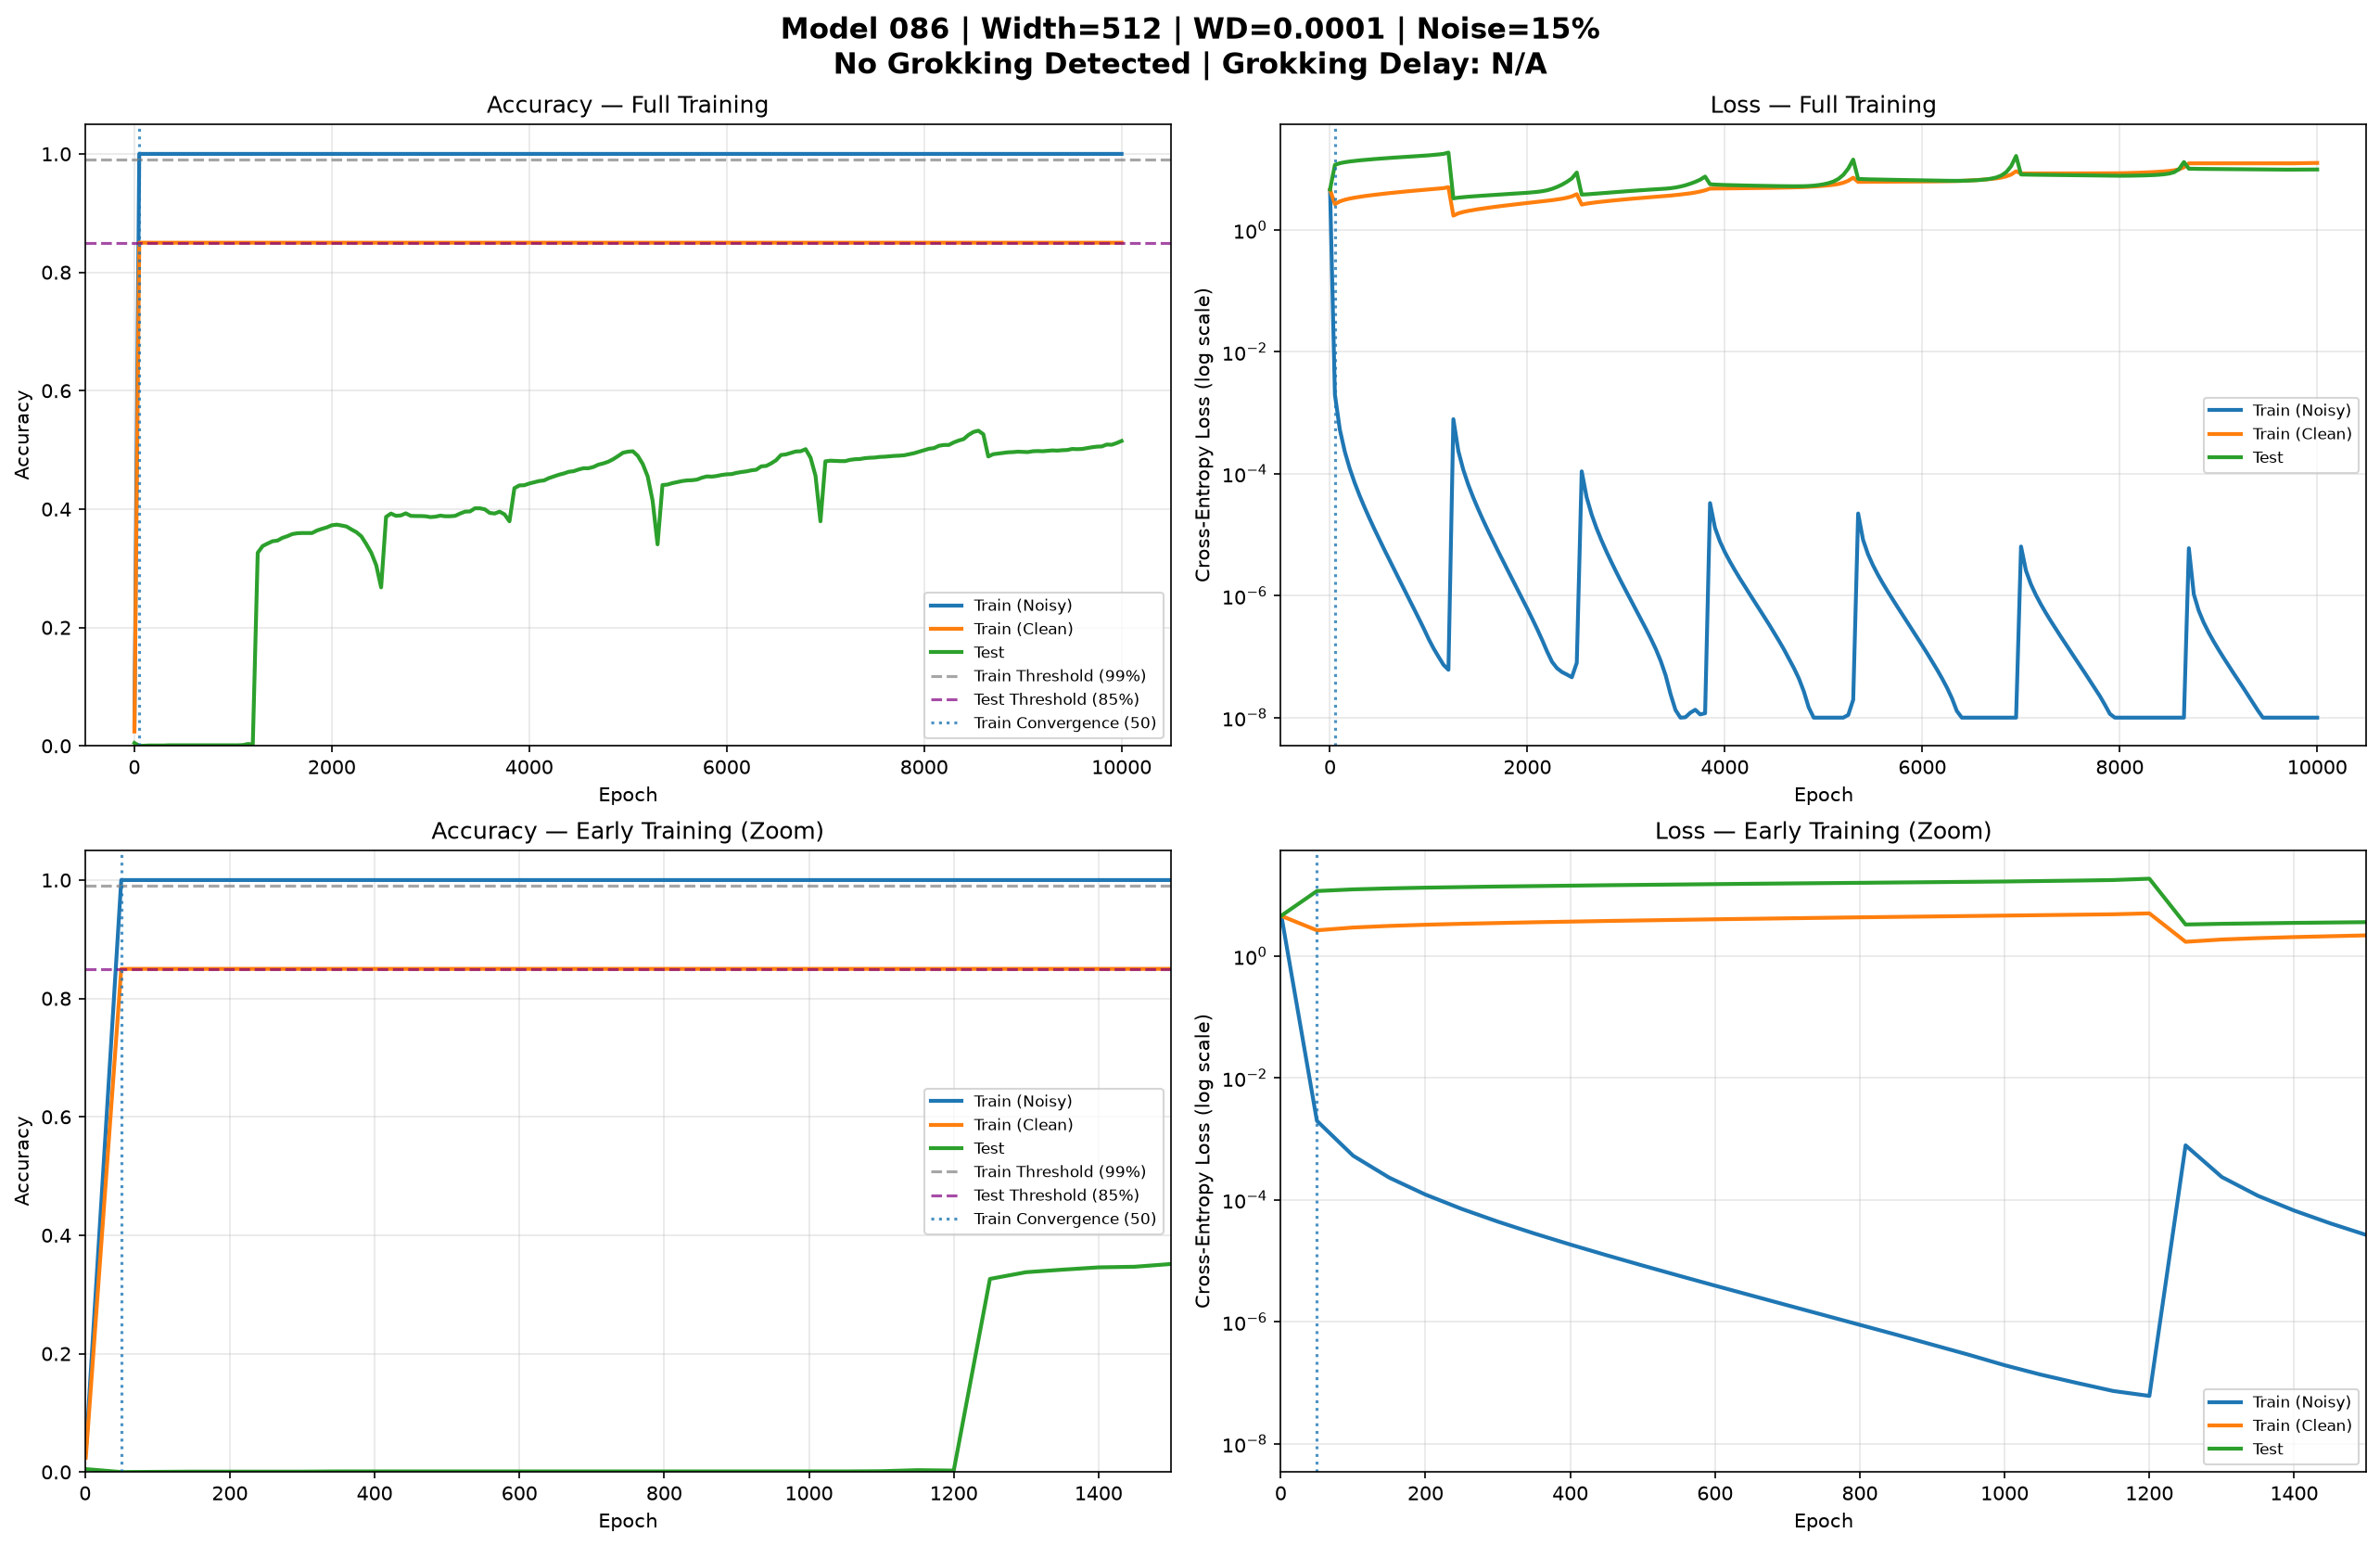 Model 086 | Width=512 | WD=0.0001 | Noise=15%
No Grokking Detected | Grokking Delay: N/A
Accuracy — Full Training
Accuracy
1.0
0.8
0.6
0.4
0.2
0.0
0 2000 4000 6000 8000 10000
Epoch
Train (Noisy)
Train (Clean)
Test
Train Threshold (99%)
Test Threshold (85%)
Train Convergence (50)
Loss — Full Training
Cross-Entropy Loss (log scale)
10⁰
10⁻²
10⁻⁴
10⁻⁶
10⁻⁸
0 2000 4000 6000 8000 10000
Epoch
Train (Noisy)
Train (Clean)
Test
Accuracy — Early Training (Zoom)
Accuracy
1.0
0.8
0.6
0.4
0.2
0.0
0 200 400 600 800 1000 1200 1400
Epoch
Train (Noisy)
Train (Clean)
Test
Train Threshold (99%)
Test Threshold (85%)
Train Convergence (50)
Loss — Early Training (Zoom)
Cross-Entropy Loss (log scale)
10⁰
10⁻²
10⁻⁴
10⁻⁶
10⁻⁸
0 200 400 600 800 1000 1200 1400
Epoch
Train (Noisy)
Train (Clean)
Test